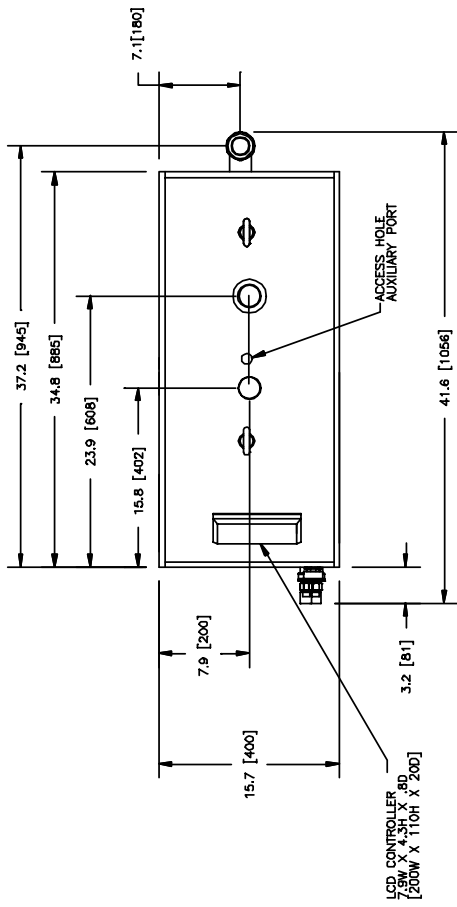 7.1[180]
37.2 [945]
34.8 [885]
23.9 [608]
15.8 [402]
ACCESS HOLE
AUXILIARY PORT
41.6 [1056]
7.9 [200]
3.2 [81]
15.7 [400]
LCD CONTROLLER
7.9W X 4.3H X .8D
[200W X 110H X 20D]